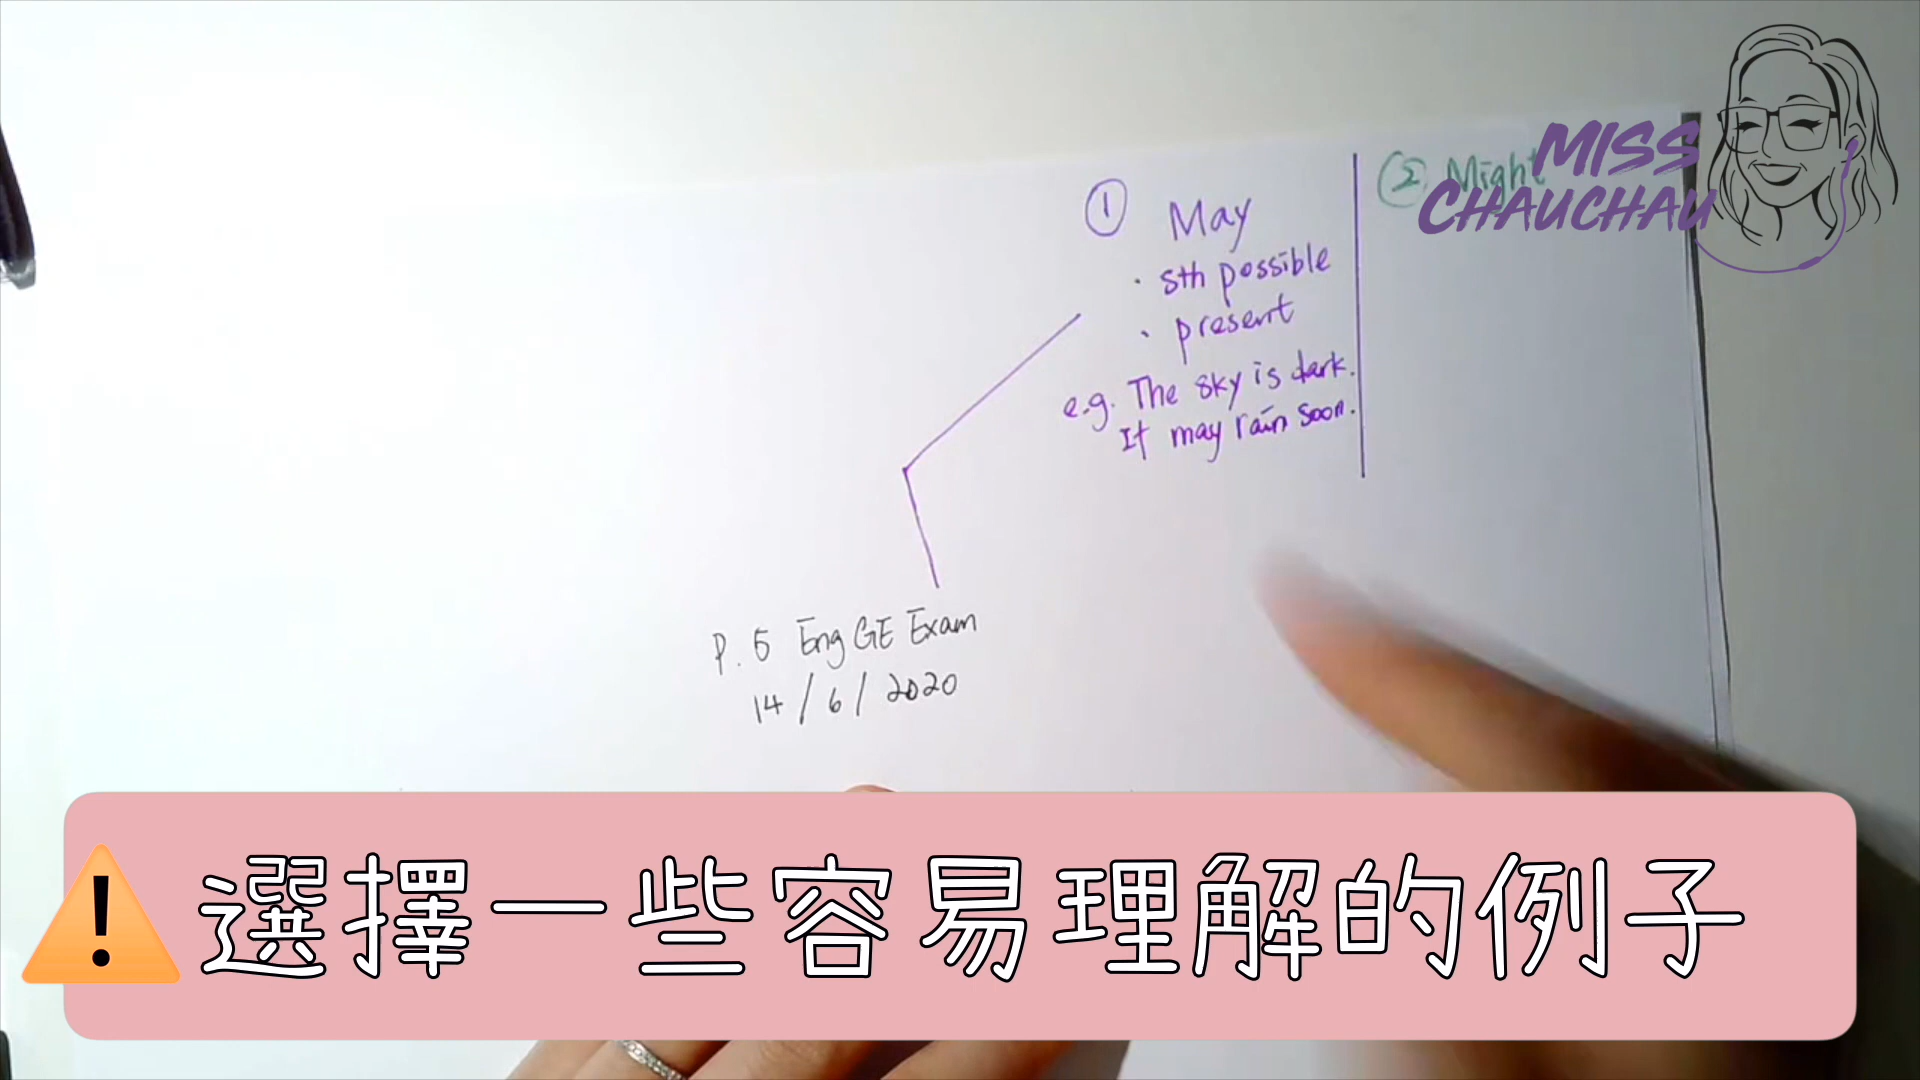 ① May
· sth possible
· present
e.g. The sky is dark.
It may rain soon.
② Might
MISS
CHAUCHAU
P.5 Eng GE Exam
14/6/2020
選擇一些容易理解的例子